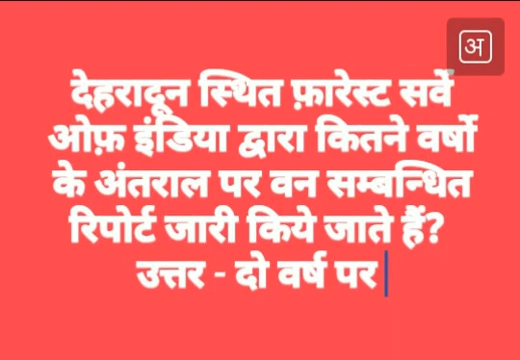 अ
देहरादून स्थित फ़ारेस्ट सर्वे
ओफ़ इंडिया द्वारा कितने वर्षो
के अंतराल पर वन सम्बन्धित
रिपोर्ट जारी किये जाते हैं?
उत्तर - दो वर्ष पर